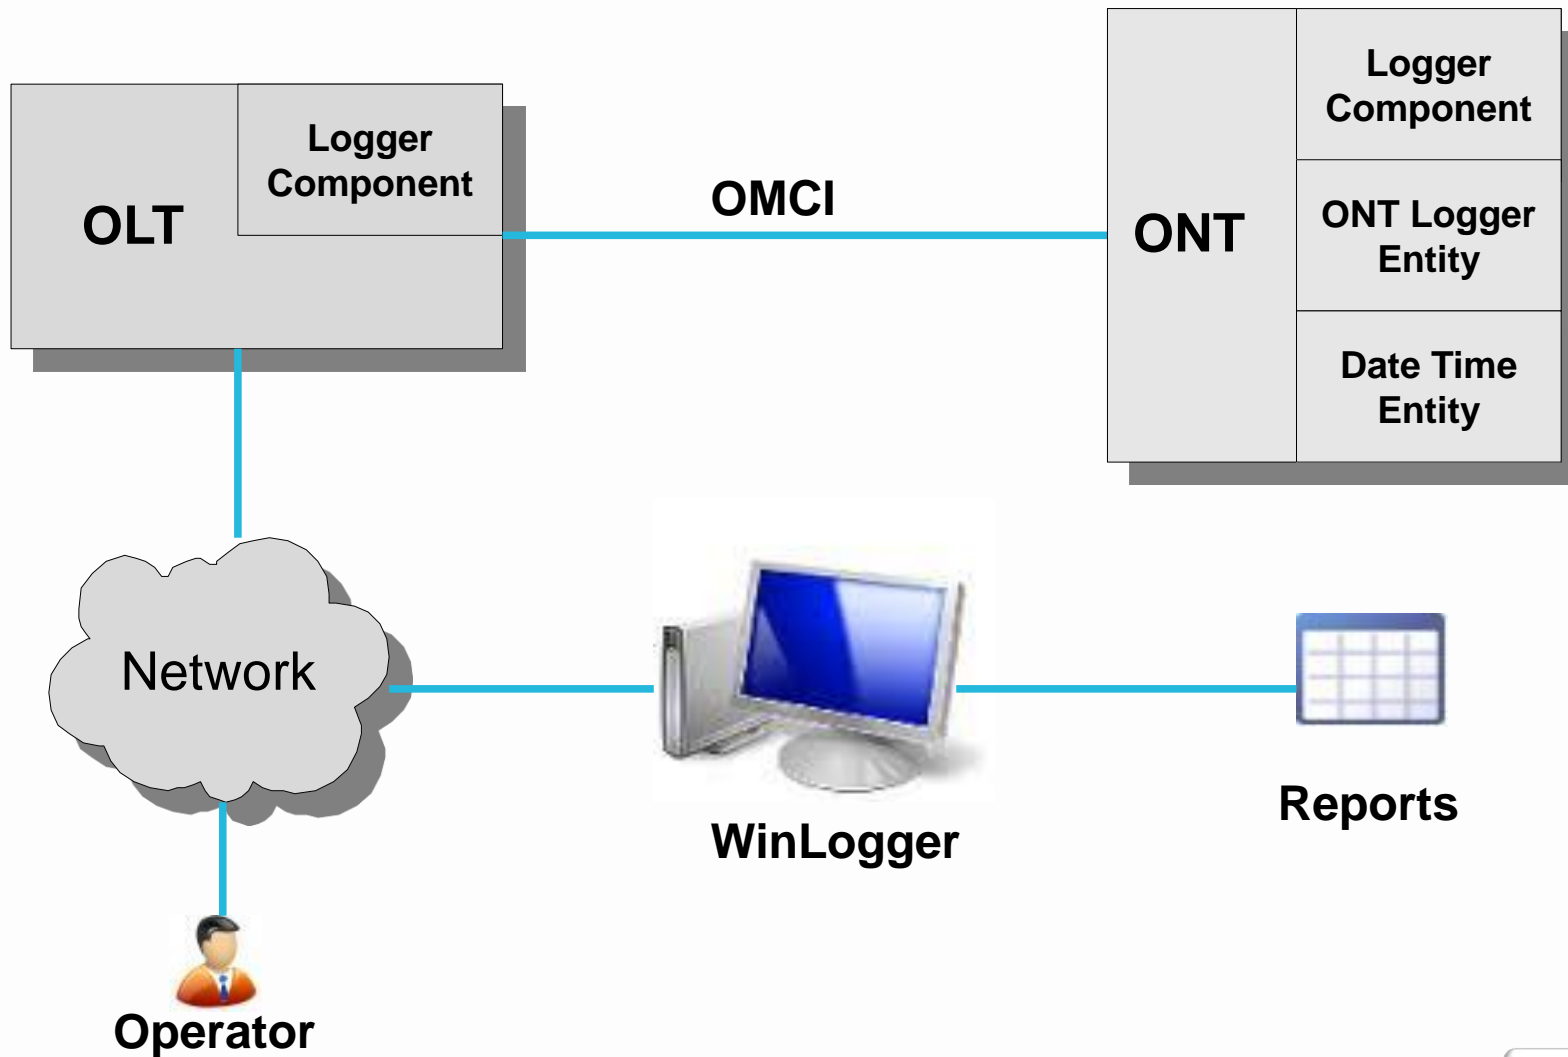 Logger
Component
OLT
OMCI
ONT
Logger
Component
ONT Logger
Entity
Date Time
Entity
Network
WinLogger
Reports
Operator